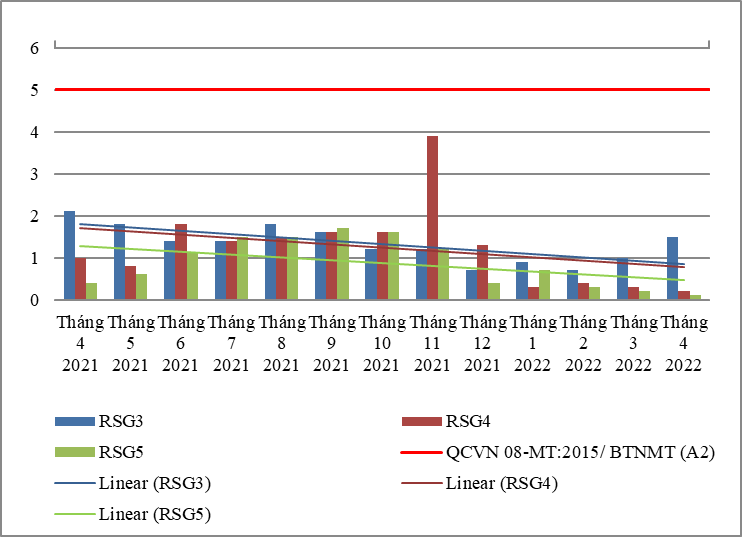 6
5
4
3
2
1
0
Tháng Tháng Tháng Tháng Tháng Tháng Tháng Tháng Tháng Tháng Tháng Tháng Tháng
4 5 6 7 8 9 10 11 12 1 2 3 4
2021 2021 2021 2021 2021 2021 2021 2021 2021 2022 2022 2022 2022
RSG3 RSG4
RSG5 QCVN 08-MT:2015/ BTNMT (A2)
Linear (RSG3) Linear (RSG4)
Linear (RSG5)